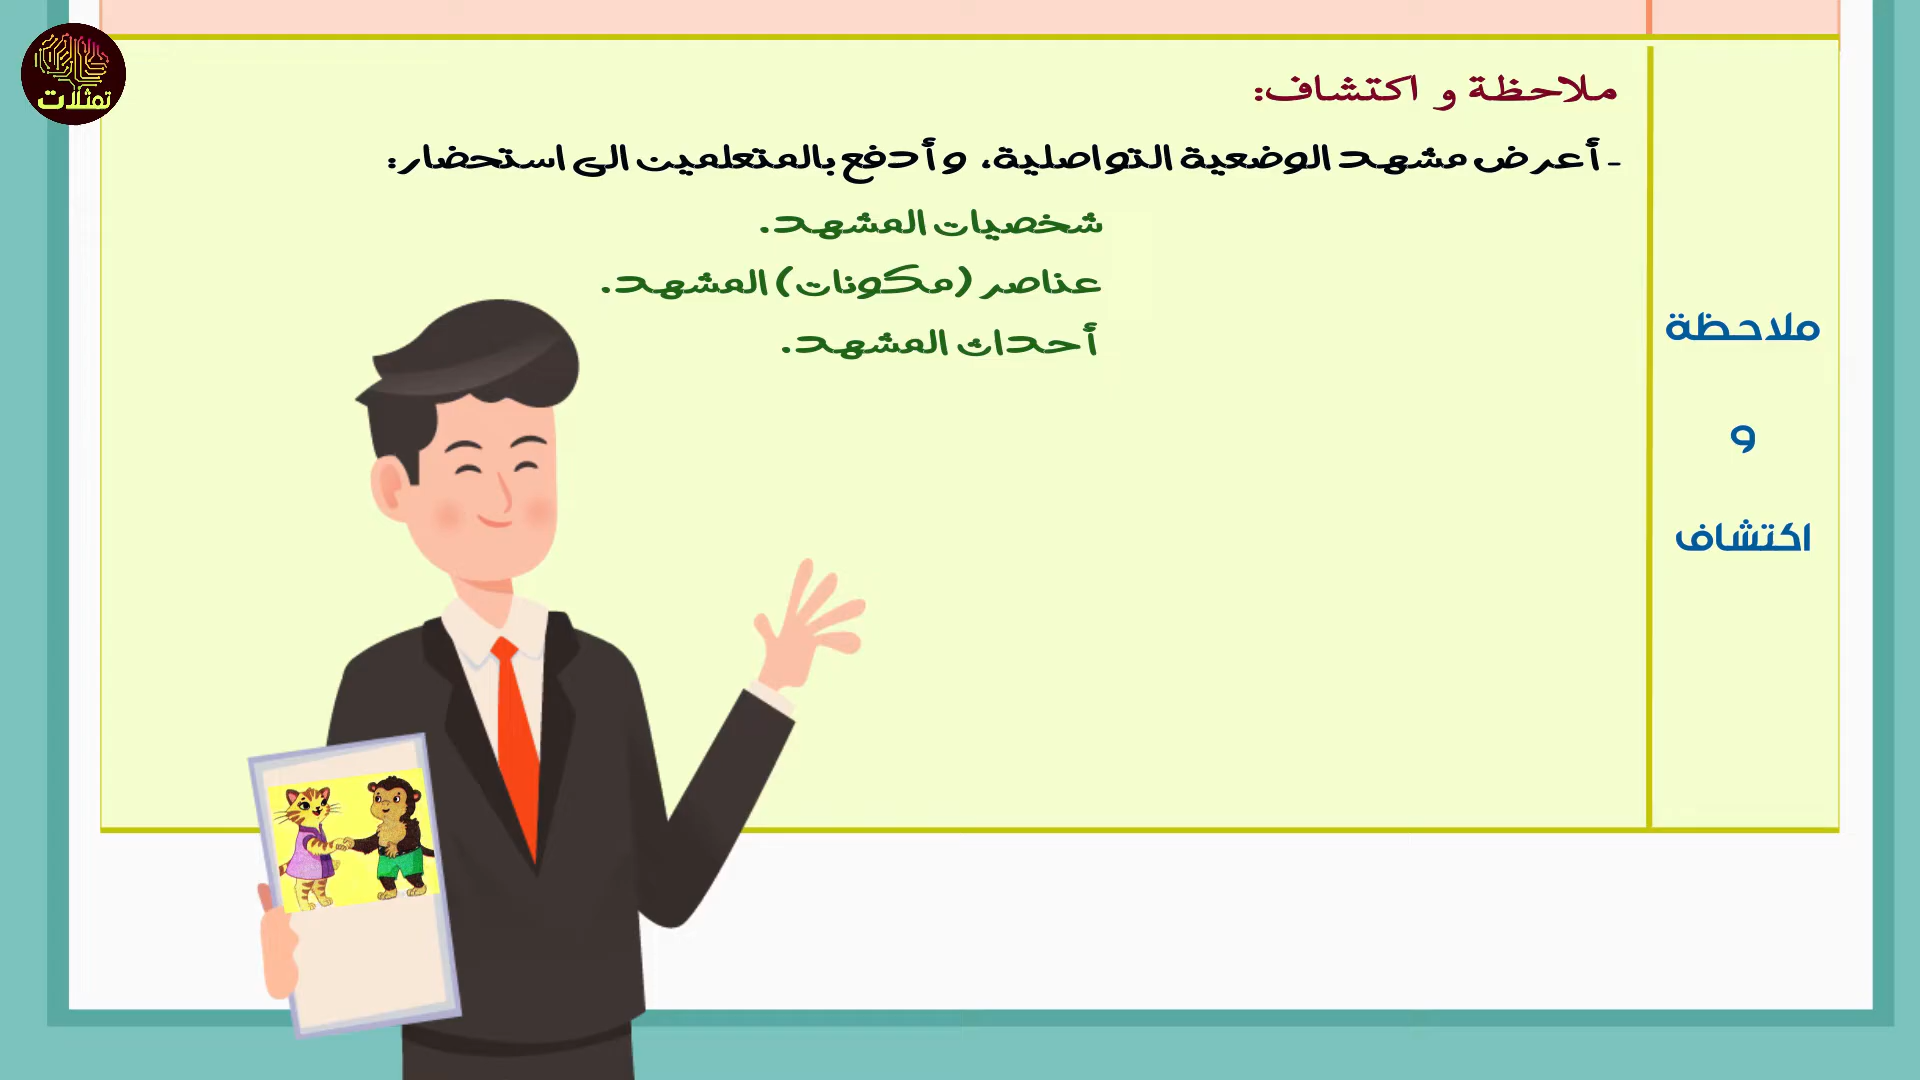 تمثلات
ملاحظة و اكتشاف:
- أعرض مشهد الوضعية التواصلية، وأدفع بالمتعلمين الى استحضار:
شخصيات المشهد.
عناصر (مكونات) المشهد.
أحداث المشهد.
ملاحظة
و
اكتشاف